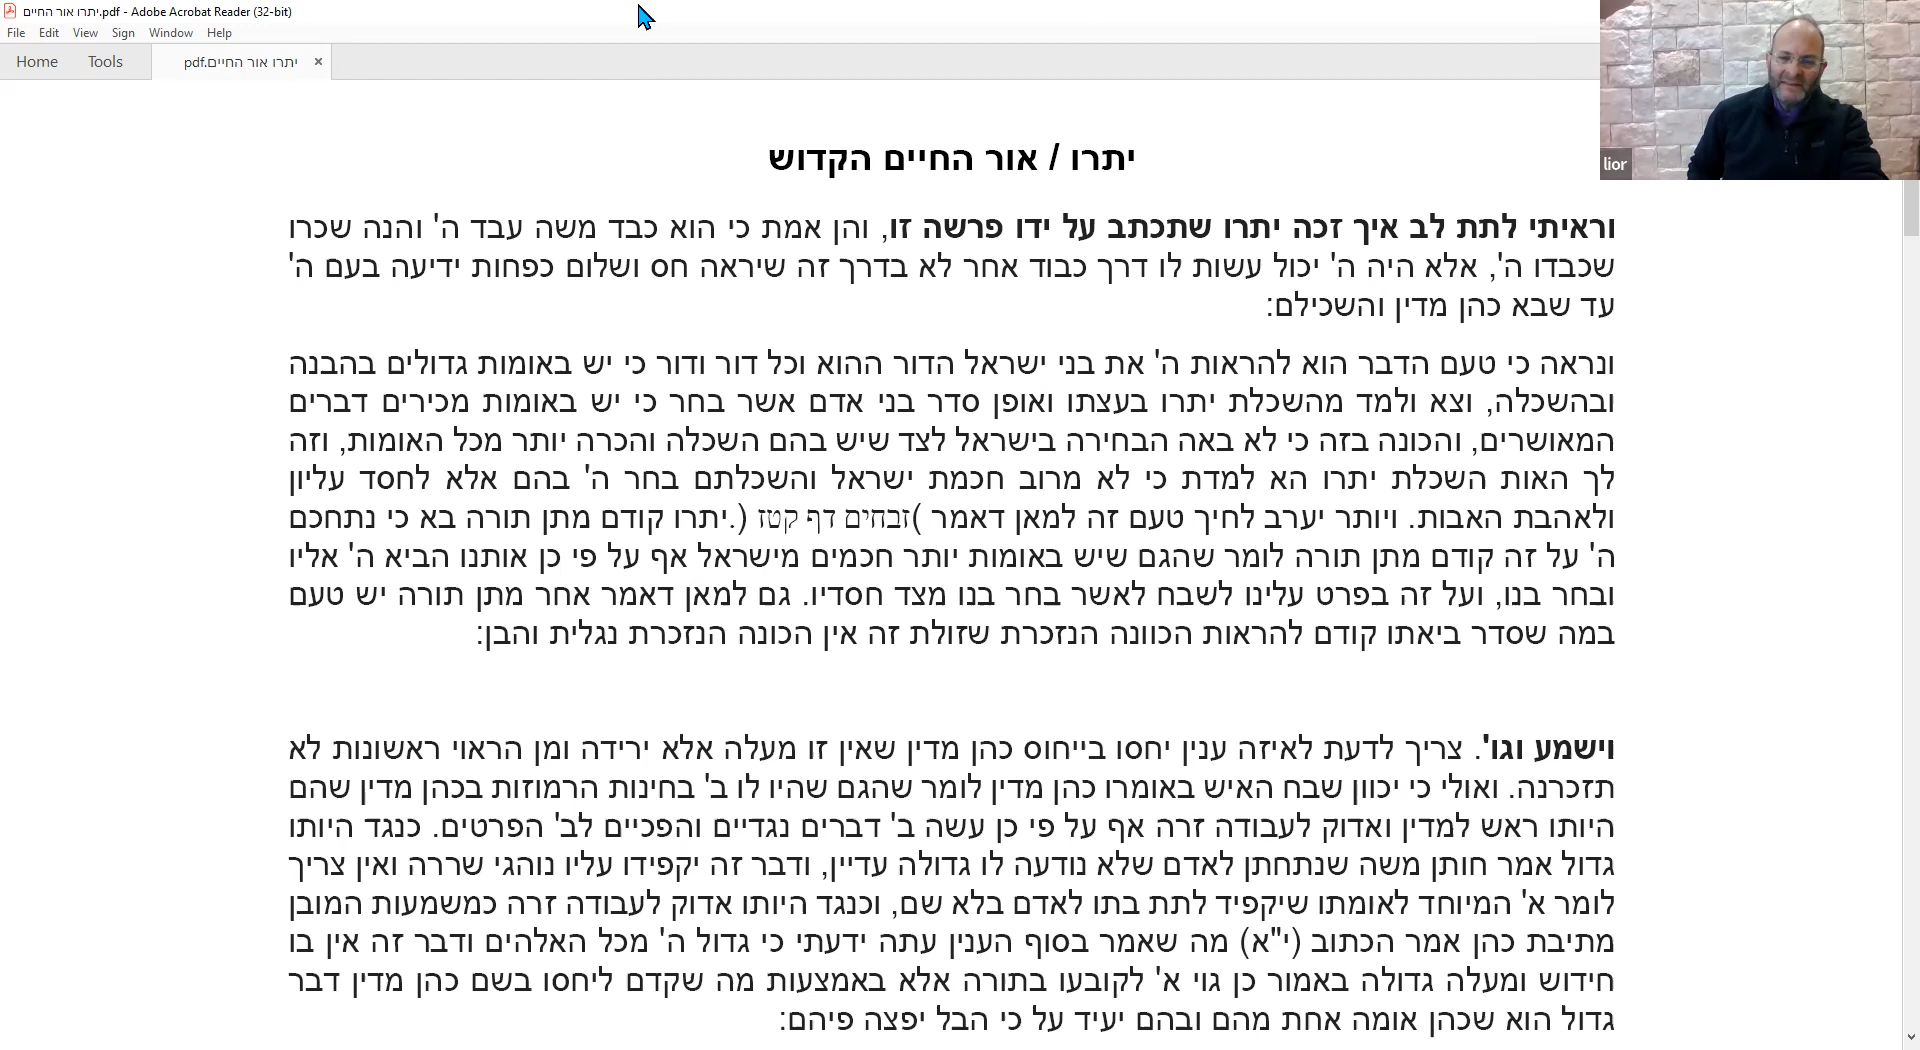 יתרו אור החיים.pdf - Adobe Acrobat Reader (32-bit)
File Edit View Sign Window Help
Home Tools יתרו אור החיים.pdf ×
lior
יתרו / אור החיים הקדוש
וראיתי לתת לב איך זכה יתרו שתכתב על ידו פרשה זו, והן אמת כי הוא כבד משה עבד ה' והנה שכרו
שכבדו ה', אלא היה ה' יכול עשות לו דרך כבוד אחר לא בדרך זה שיראה חס ושלום כפחות ידיעה בעם ה'
עד שבא כהן מדין והשכילם:
ונראה כי טעם הדבר הוא להראות ה' את בני ישראל הדור ההוא וכל דור ודור כי יש באומות גדולים בהבנה
ובהשכלה, וצא ולמד מהשכלת יתרו בעצתו ואופן סדר בני אדם אשר בחר כי יש באומות מכירים דברים
המאושרים, והכונה בזה כי לא באה הבחירה בישראל לצד שיש בהם השכלה והכרה יותר מכל האומות, וזה
לך האות השכלת יתרו הא למדת כי לא מרוב חכמת ישראל והשכלתם בחר ה' בהם אלא לחסד עליון
ולאהבת האבות. ויותר יערב לחיך טעם זה למאן דאמר )זבחים דף קטז (.יתרו קודם מתן תורה בא כי נתחכם
ה' על זה קודם מתן תורה לומר שהגם שיש באומות יותר חכמים מישראל אף על פי כן אותנו הביא ה' אליו
ובחר בנו, ועל זה בפרט עלינו לשבח לאשר בחר בנו מצד חסדיו. גם למאן דאמר אחר מתן תורה יש טעם
במה שסדר ביאתו קודם להראות הכוונה הנזכרת שזולת זה אין הכונה הנזכרת נגלית והבן:
וישמע וגו'. צריך לדעת לאיזה ענין יחסו בייחוס כהן מדין שאין זו מעלה אלא ירידה ומן הראוי ראשונות לא
תזכרנה. ואולי כי יכוון שבח האיש באומרו כהן מדין לומר שהגם שהיו לו ב' בחינות הרמוזות בכהן מדין שהם
היותו ראש למדין ואדוק לעבודה זרה אף על פי כן עשה ב' דברים נגדיים והפכיים לב' הפרטים. כנגד היותו
גדול אמר חותן משה שנתחתן לאדם שלא נודעה לו גדולה עדיין, ודבר זה יקפידו עליו נוהגי שררה ואין צריך
לומר א' המיוחד לאומתו שיקפיד לתת בתו לאדם בלא שם, וכנגד היותו אדוק לעבודה זרה כמשמעות המובן
מתיבת כהן אמר הכתוב (י"א) מה שאמר בסוף הענין עתה ידעתי כי גדול ה' מכל האלהים ודבר זה אין בו
חידוש ומעלה גדולה באמור כן גוי א' לקובעו בתורה אלא באמצעות מה שקדם ליחסו בשם כהן מדין דבר
גדול הוא שכהן אומה אחת מהם ובהם יעיד על כי הבל יפצה פיהם: